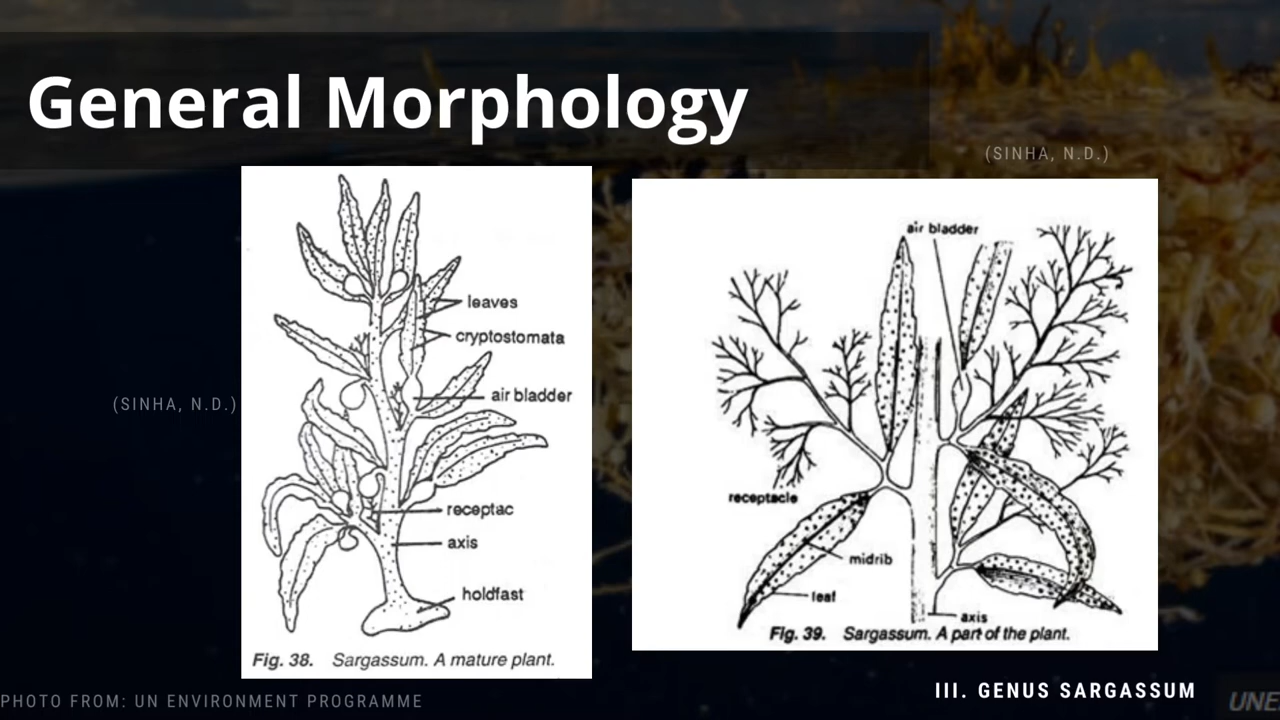 General Morphology
(SINHA, N.D.)
leaves
cryptostomata
air bladder
receptac
axis
holdfast
Fig. 38. Sargassum. A mature plant.
(SINHA, N.D.)
air bladder
receptacle
midrib
leaf
axis
Fig. 39. Sargassum. A part of the plant.
PHOTO FROM: UN ENVIRONMENT PROGRAMME
III. GENUS SARGASSUM
UNE